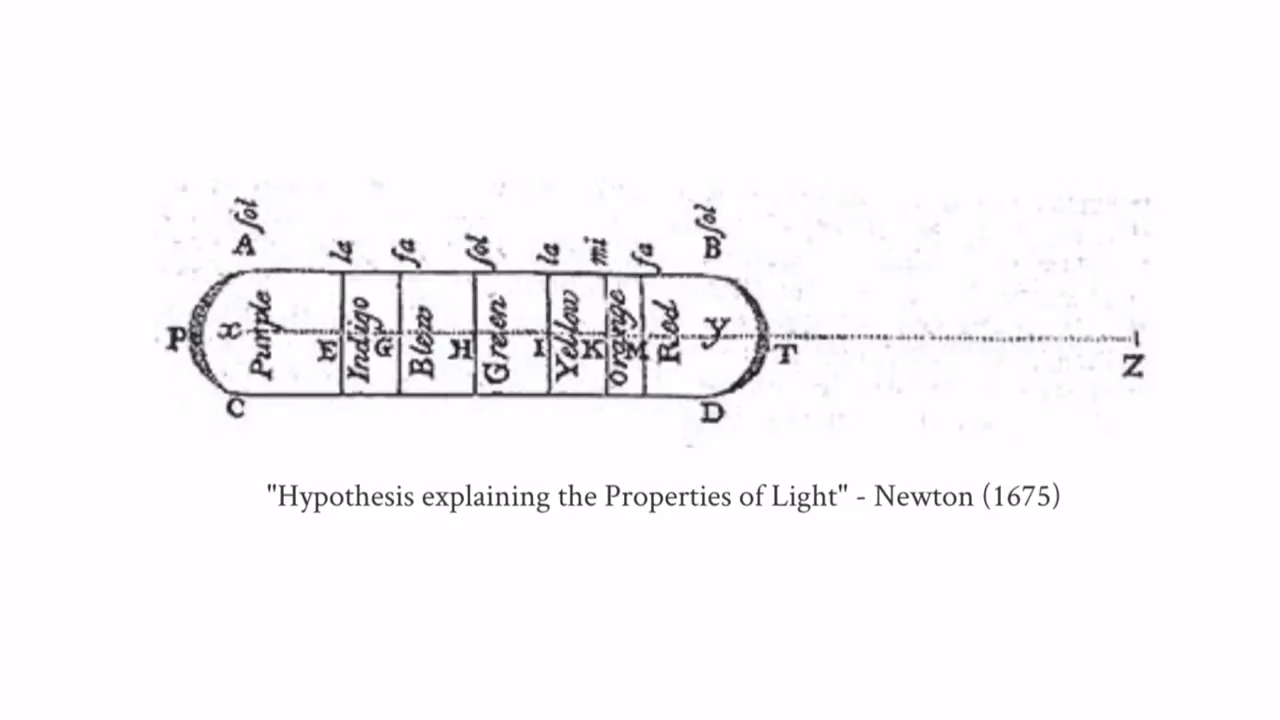 A sol la fa sol la mi fa B sol
P X Purple E Yndigo G Blew H Green I Yellow K Orange Red Y T
C D Z
"Hypothesis explaining the Properties of Light" - Newton (1675)